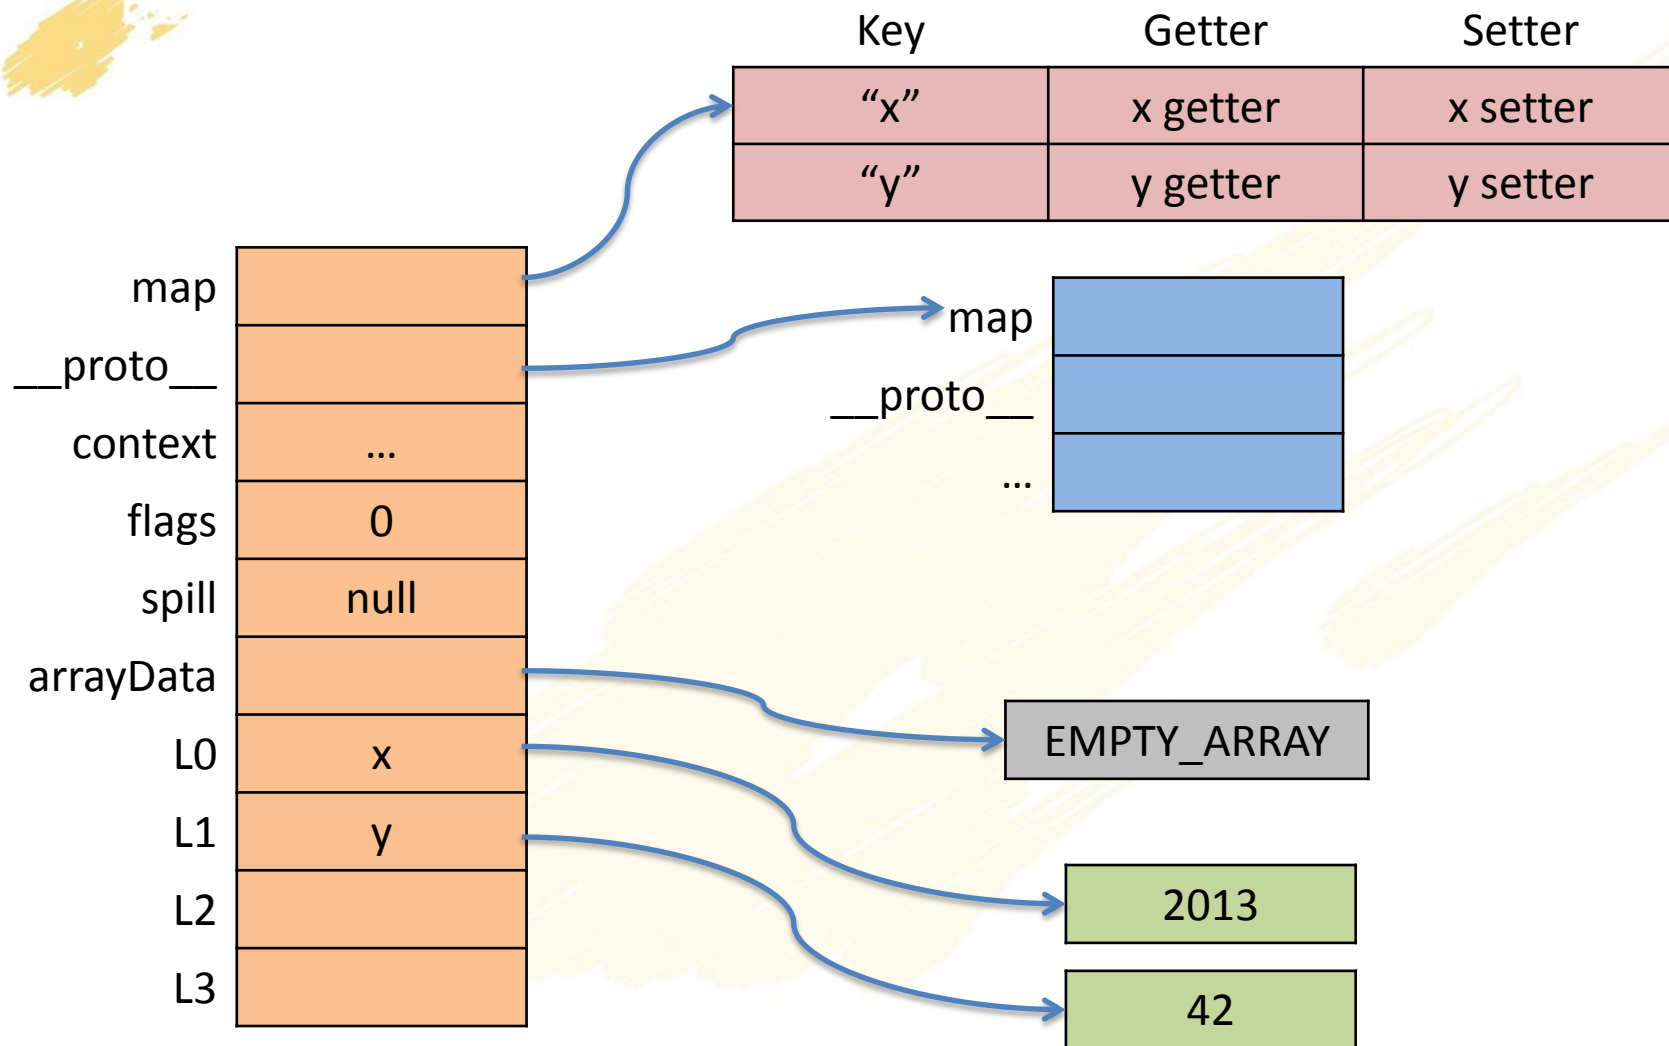 Key Getter Setter
“x” x getter x setter
“y” y getter y setter
map
map
__proto__
__proto__
context …
…
flags 0
spill null
arrayData
EMPTY_ARRAY
L0 x
L1 y
2013
L2
L3
42